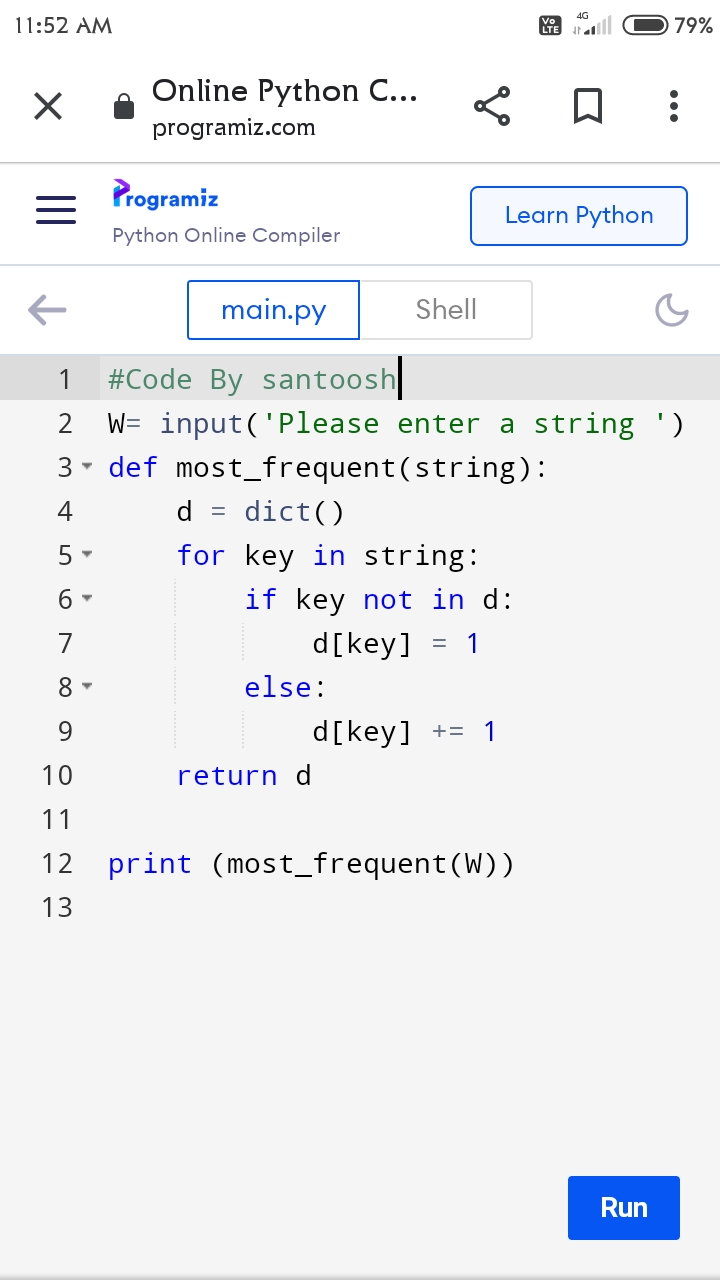 11:52 AM
Vo LTE
4G
79%
Online Python C...
programiz.com
Programiz
Python Online Compiler
Learn Python
main.py
Shell
1 #Code By santoosh
2 W= input('Please enter a string ')
3 def most_frequent(string):
4     d = dict()
5     for key in string:
6         if key not in d:
7             d[key] = 1
8         else:
9             d[key] += 1
10     return d
11
12 print (most_frequent(W))
13
Run